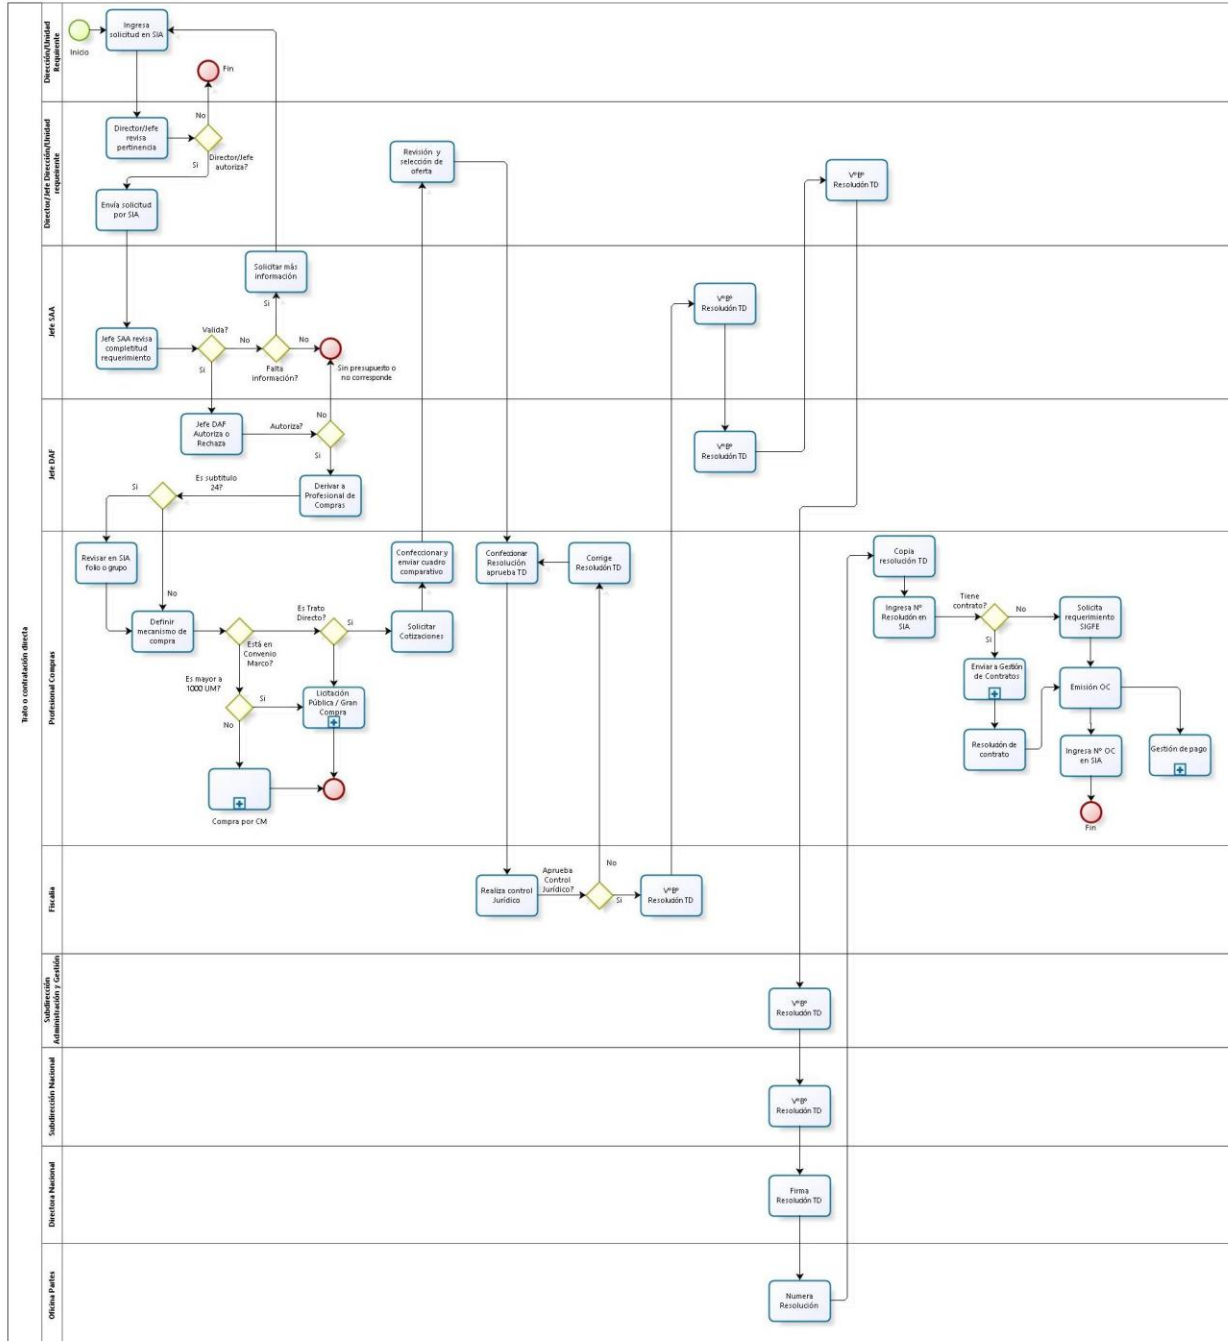 Trato o contratación directa
Dirección/Unidad
Requirente
Inicio
Ingresa
solicitud en SIA
Fin
Director/Jefe Dirección/Unidad
requeirente
Director/Jefe
revisa
pertinencia
No
Director/Jefe
autoriza?
Si
Envía solicitud
por SIA
Revisión y
selección de
oferta
VºBº
Resolución TD
Jefe SAA
Solicitar más
información
Si
Jefe SAA revisa
completitud
requerimiento
Valida?
No
Si
Falta
información?
No
Sin presupuesto o
no corresponde
VºBº
Resolución TD
Jefe DAF
Jefe DAF
Autoriza o
Rechaza
Autoriza?
No
Si
Derivar a
Profesional de
Compras
Es subtítulo
24?
Si
No
VºBº
Resolución TD
Profesional Compras
Revisar en SIA
folio o grupo
Definir
mecanismo de
compra
Está en
Convenio
Marco?
Es Trato
Directo?
Si
Solicitar
Cotizaciones
Confeccionar y
enviar cuadro
comparativo
Es mayor a
1000 UM?
Si
No
Licitación
Pública / Gran
Compra
Compra por CM
Confeccionar
Resolución
aprueba TD
Corrige
Resolución TD
Copia
resolución TD
Ingresa Nº
Resolución en
SIA
Tiene
contrato?
No
Si
Solicita
requerimiento
SIGFE
Enviar a Gestión
de Contratos
Resolución de
contrato
Emisión OC
Ingresa Nº OC
en SIA
Gestión de pago
Fin
Fiscalía
Realiza control
Jurídico
Aprueba
Control
Jurídico?
No
Si
VºBº
Resolución TD
Subdirección
Administración y Gestión
VºBº
Resolución TD
Subdirección Nacional
VºBº
Resolución TD
Directora Nacional
Firma
Resolución TD
Oficina Partes
Numera
Resolución